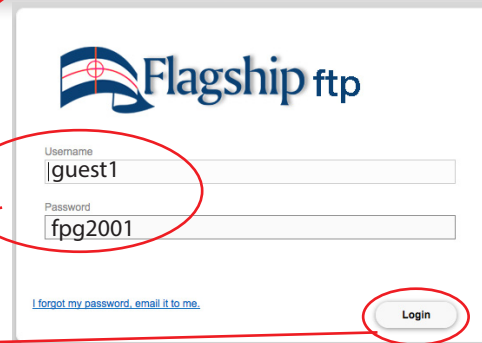 Flagship ftp
Username
guest1
Password
fpg2001
I forgot my password, email it to me.
Login